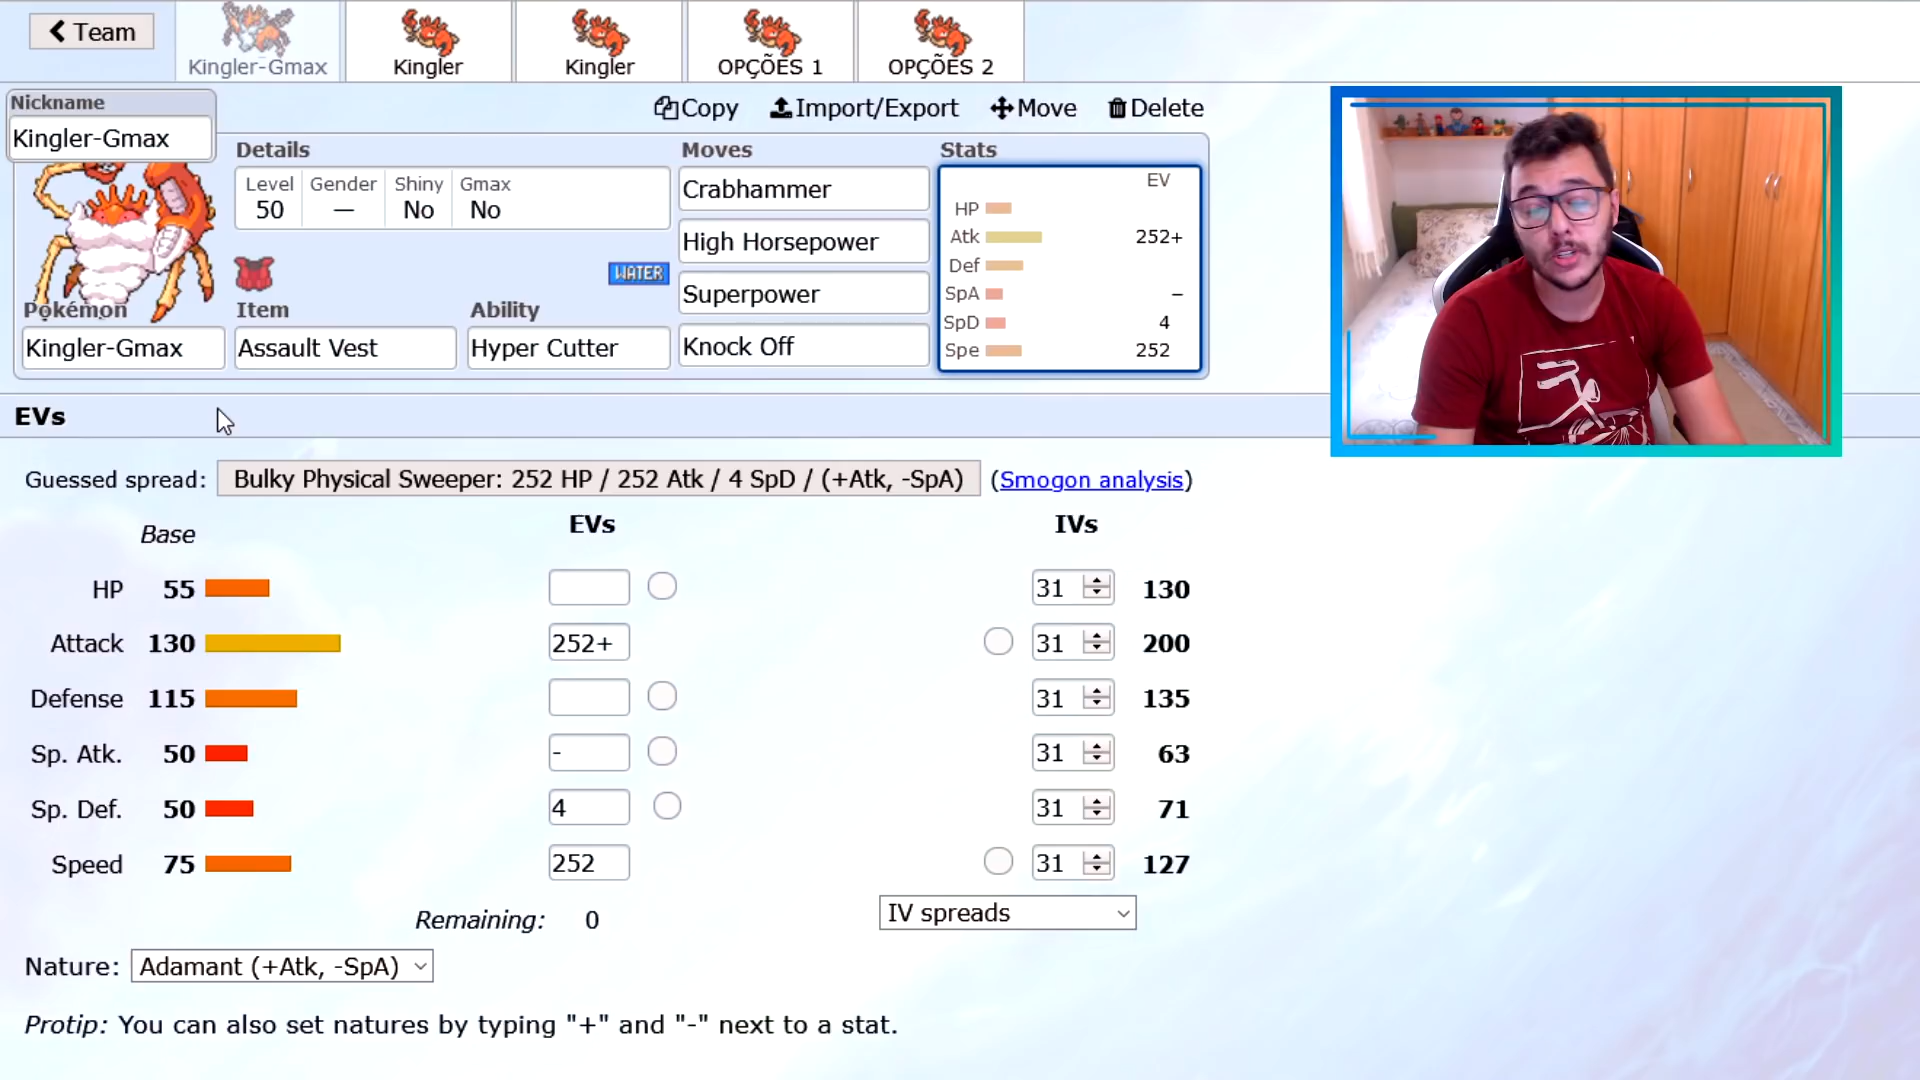 Team
Kingler-Gmax
Kingler
Kingler
OPÇÕES 1
OPÇÕES 2
Nickname
Kingler-Gmax
Copy
Import/Export
Move
Delete
Details
Level Gender Shiny Gmax
50 — No No
WATER
Pokémon
Kingler-Gmax
Item
Assault Vest
Ability
Hyper Cutter
Moves
Crabhammer
High Horsepower
Superpower
Knock Off
Stats
EV
HP
Atk 252+
Def
SpA –
SpD 4
Spe 252
EVs
Guessed spread: Bulky Physical Sweeper: 252 HP / 252 Atk / 4 SpD / (+Atk, -SpA) (Smogon analysis)
Base EVs IVs
HP 55 31 130
Attack 130 252+ 31 200
Defense 115 31 135
Sp. Atk. 50 - 31 63
Sp. Def. 50 4 31 71
Speed 75 252 31 127
Remaining: 0
IV spreads
Nature: Adamant (+Atk, -SpA)
Protip: You can also set natures by typing "+" and "-" next to a stat.